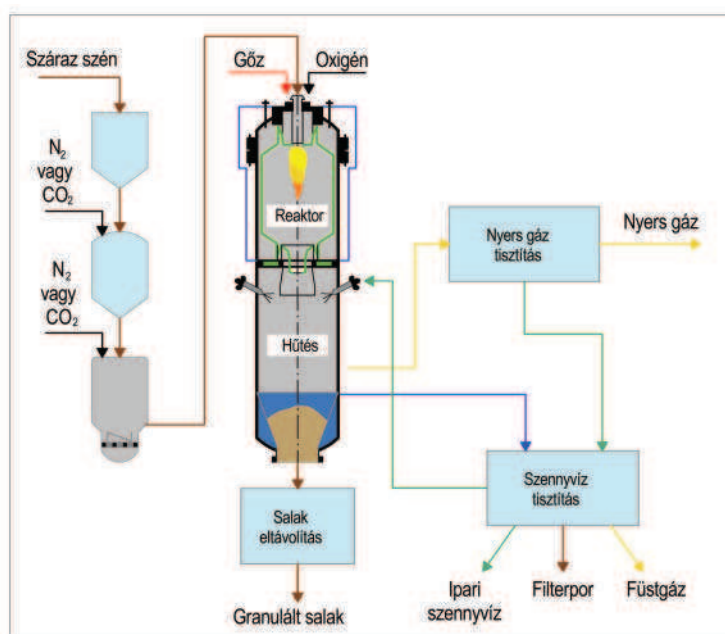 Száraz szén
Gőz
Oxigén
N₂
vagy
CO₂
N₂
vagy
CO₂
Reaktor
Hűtés
Nyers gáz
tisztítás
Nyers gáz
Szennyvíz
tisztítás
Salak
eltávolítás
Granulált salak
Ipari
szennyvíz
Filterpor
Füstgáz